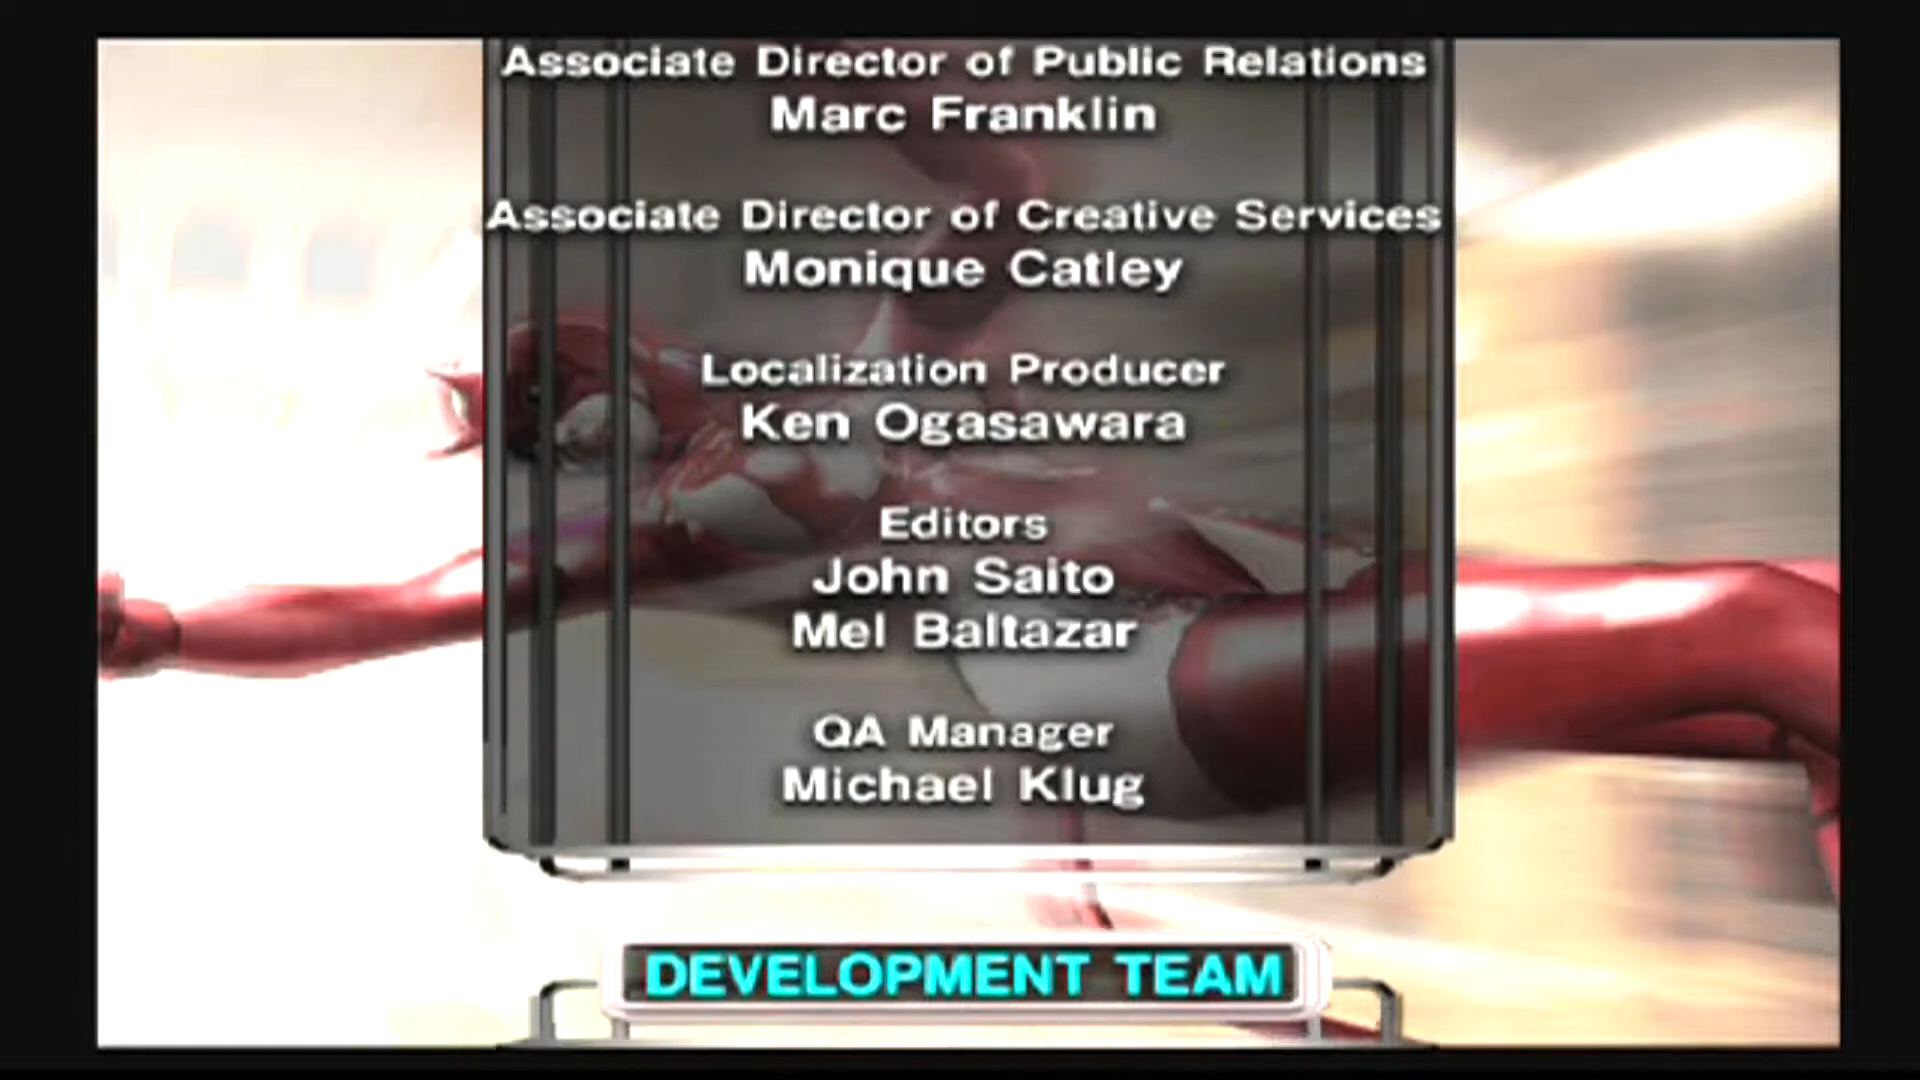 Associate Director of Public Relations
Marc Franklin
Associate Director of Creative Services
Monique Catley
Localization Producer
Ken Ogasawara
Editors
John Saito
Mel Baltazar
QA Manager
Michael Klug
DEVELOPMENT TEAM